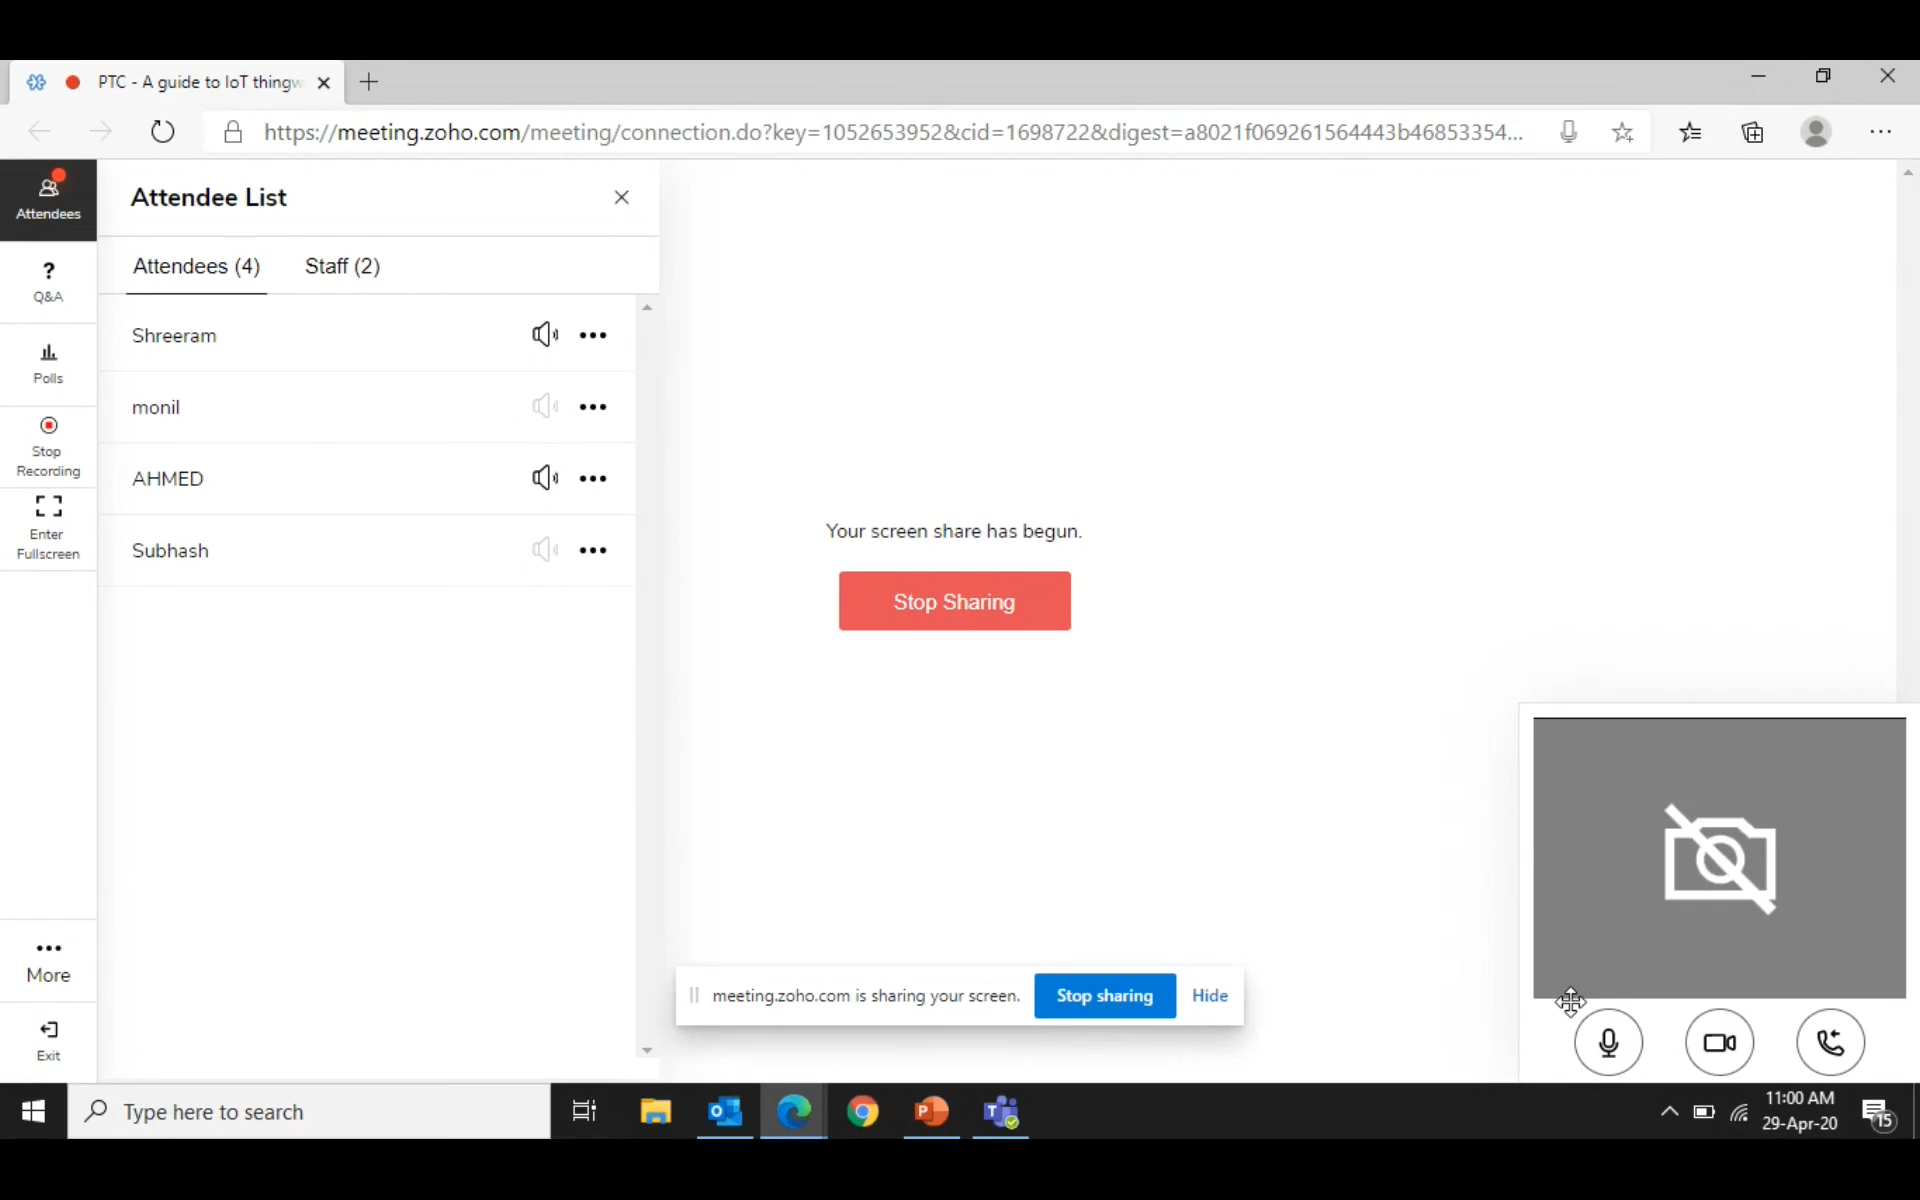 PTC - A guide to IoT thingw
https://meeting.zoho.com/meeting/connection.do?key=1052653952&cid=1698722&digest=a8021f069261564443b46853354...
Attendees
Attendee List
Attendees (4)
Staff (2)
?
Q&A
Shreeram
Polls
monil
Stop
Recording
AHMED
Enter
Fullscreen
Subhash
Your screen share has begun.
Stop Sharing
More
meeting.zoho.com is sharing your screen.
Stop sharing
Hide
Exit
Type here to search
11:00 AM
29-Apr-20
15